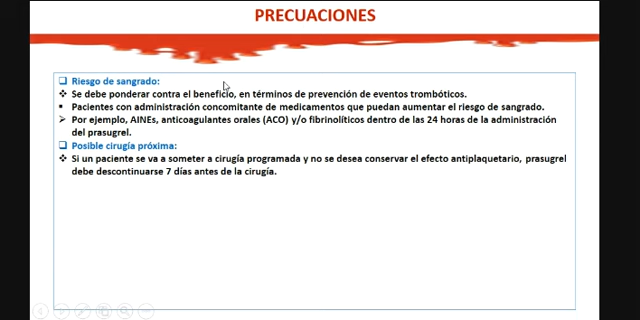 PRECUACIONES
Riesgo de sangrado:
Se debe ponderar contra el beneficio, en términos de prevención de eventos trombóticos.
Pacientes con administración concomitante de medicamentos que puedan aumentar el riesgo de sangrado.
Por ejemplo, AINEs, anticoagulantes orales (ACO) y/o fibrinolíticos dentro de las 24 horas de la administración
del prasugrel.
Posible cirugía próxima:
Si un paciente se va a someter a cirugía programada y no se desea conservar el efecto antiplaquetario, prasugrel
debe descontinuarse 7 días antes de la cirugía.